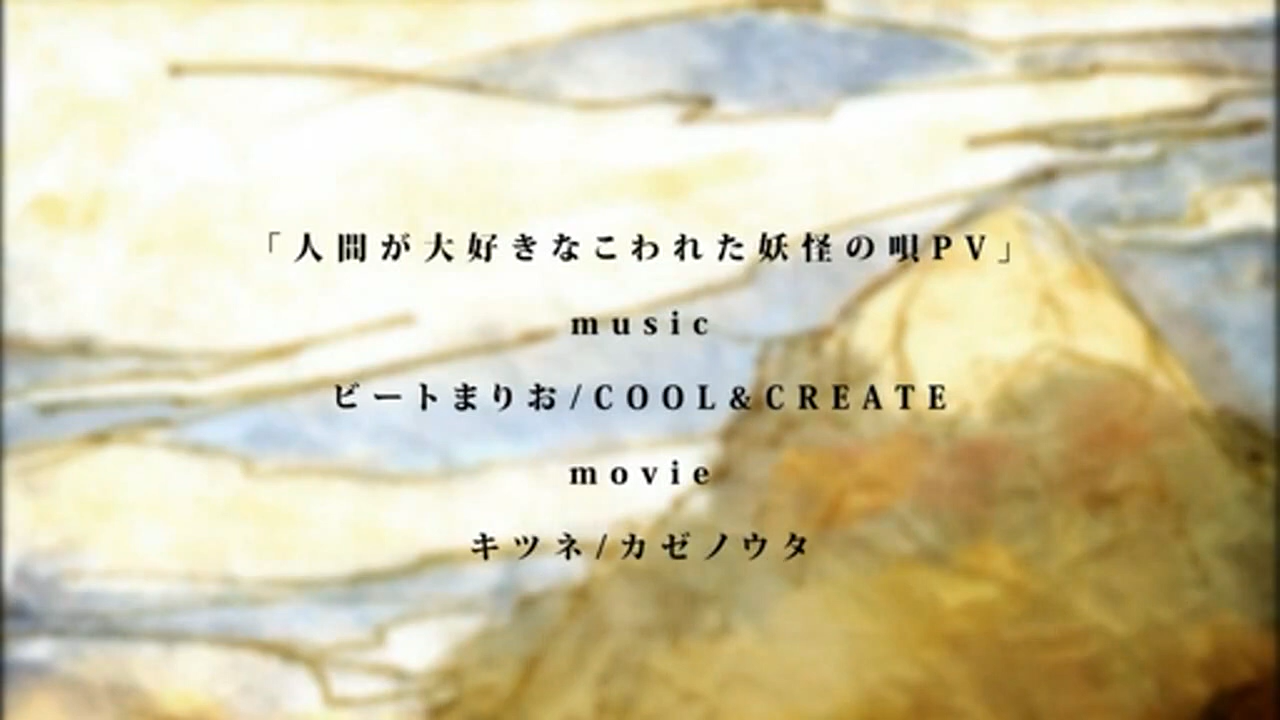 「人間が大好きなこわれた妖怪の唄PV」
music
ビートまりお/COOL&CREATE
movie
キツネ/カゼノウタ